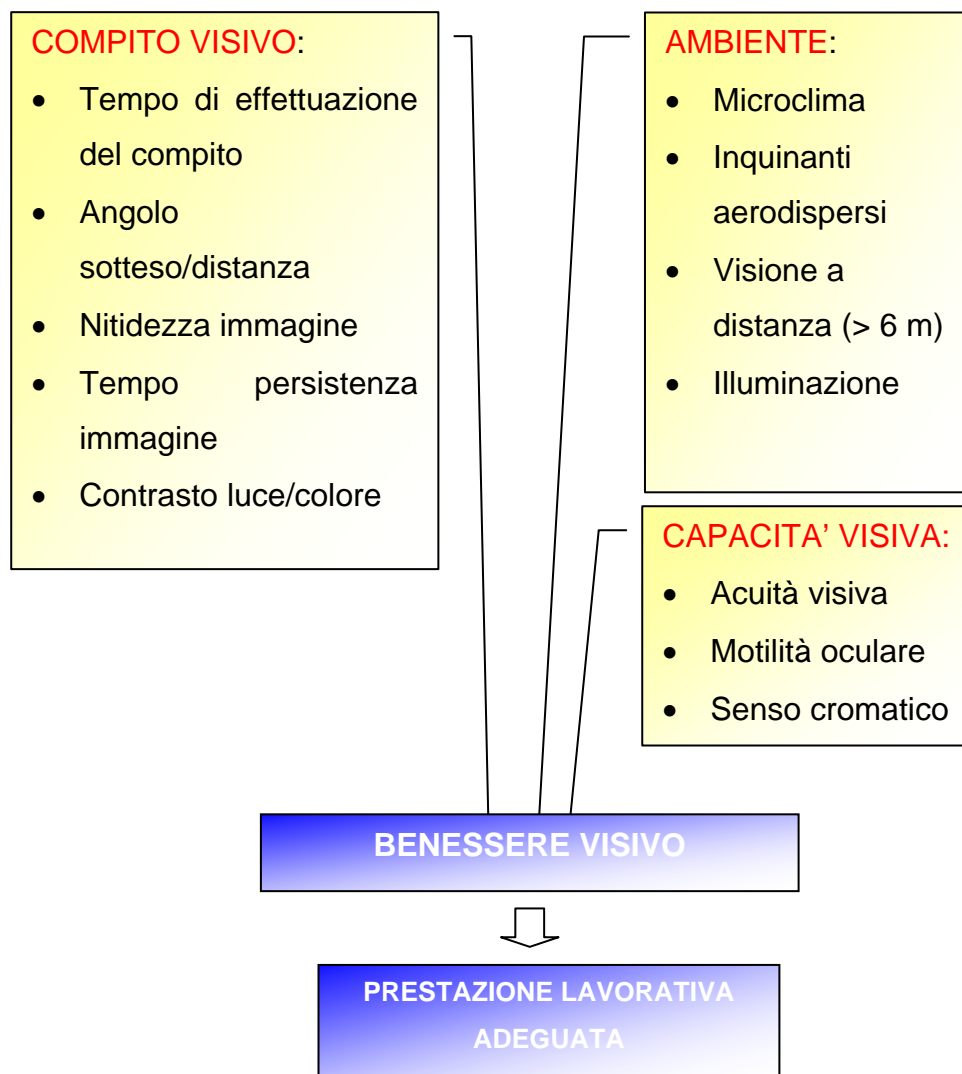 COMPITO VISIVO:
• Tempo di effettuazione
del compito
• Angolo
sotteso/distanza
• Nitidezza immagine
• Tempo persistenza
immagine
• Contrasto luce/colore
AMBIENTE:
• Microclima
• Inquinanti
aerodispersi
• Visione a
distanza (> 6 m)
• Illuminazione
CAPACITA’ VISIVA:
• Acuità visiva
• Motilità oculare
• Senso cromatico
BENESSERE VISIVO
PRESTAZIONE LAVORATIVA
ADEGUATA